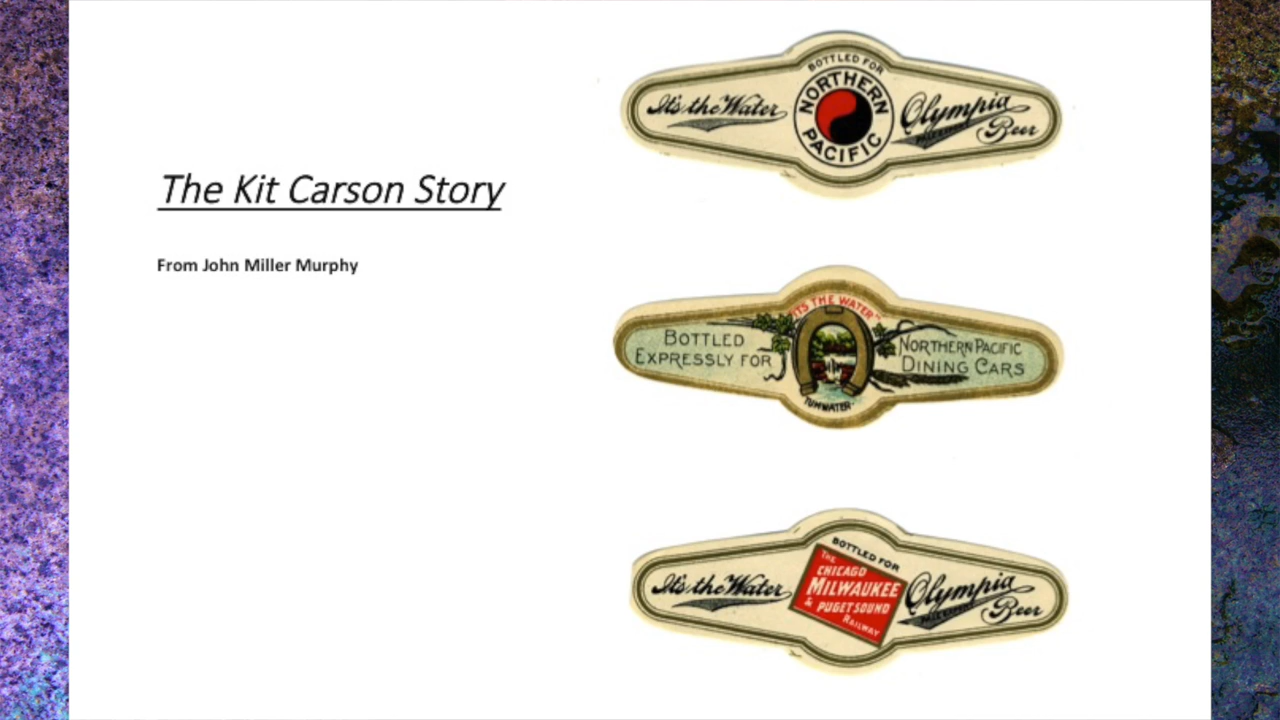 The Kit Carson Story
From John Miller Murphy
BOTTLED FOR
It's the Water
NORTHERN
PACIFIC
Olympia
Beer
"IT'S THE WATER"
BOTTLED
EXPRESSLY FOR
NORTHERN PACIFIC
DINING CARS
TUMWATER
BOTTLED FOR
It's the Water
THE
CHICAGO
MILWAUKEE
& PUGET SOUND
RAILWAY
Olympia
Beer